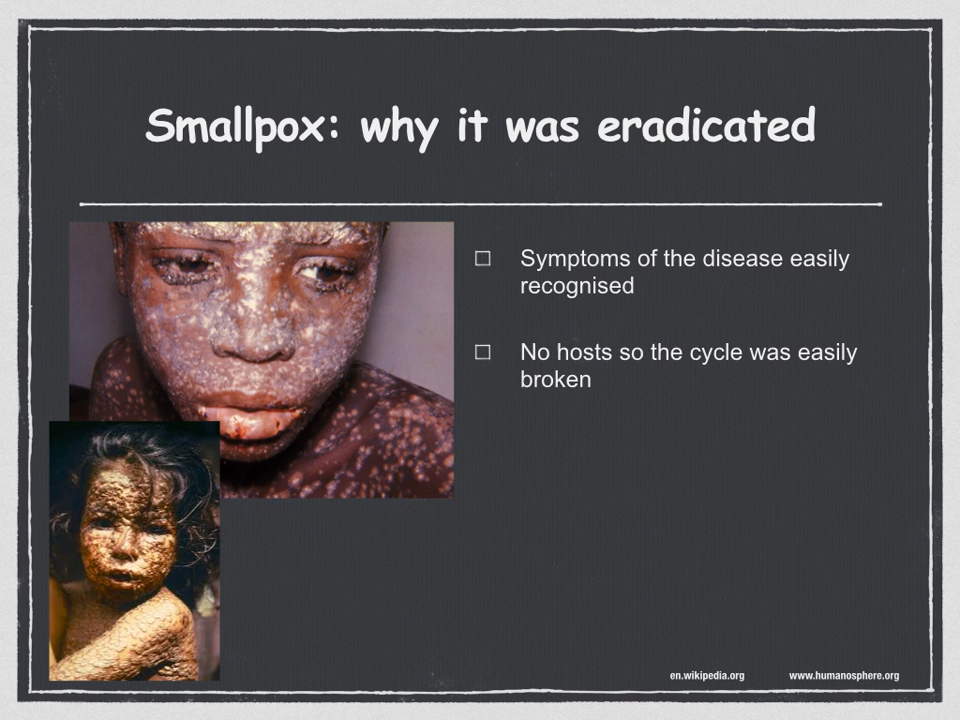 Smallpox: why it was eradicated
Symptoms of the disease easily
recognised
No hosts so the cycle was easily
broken
en.wikipedia.org
www.humanosphere.org